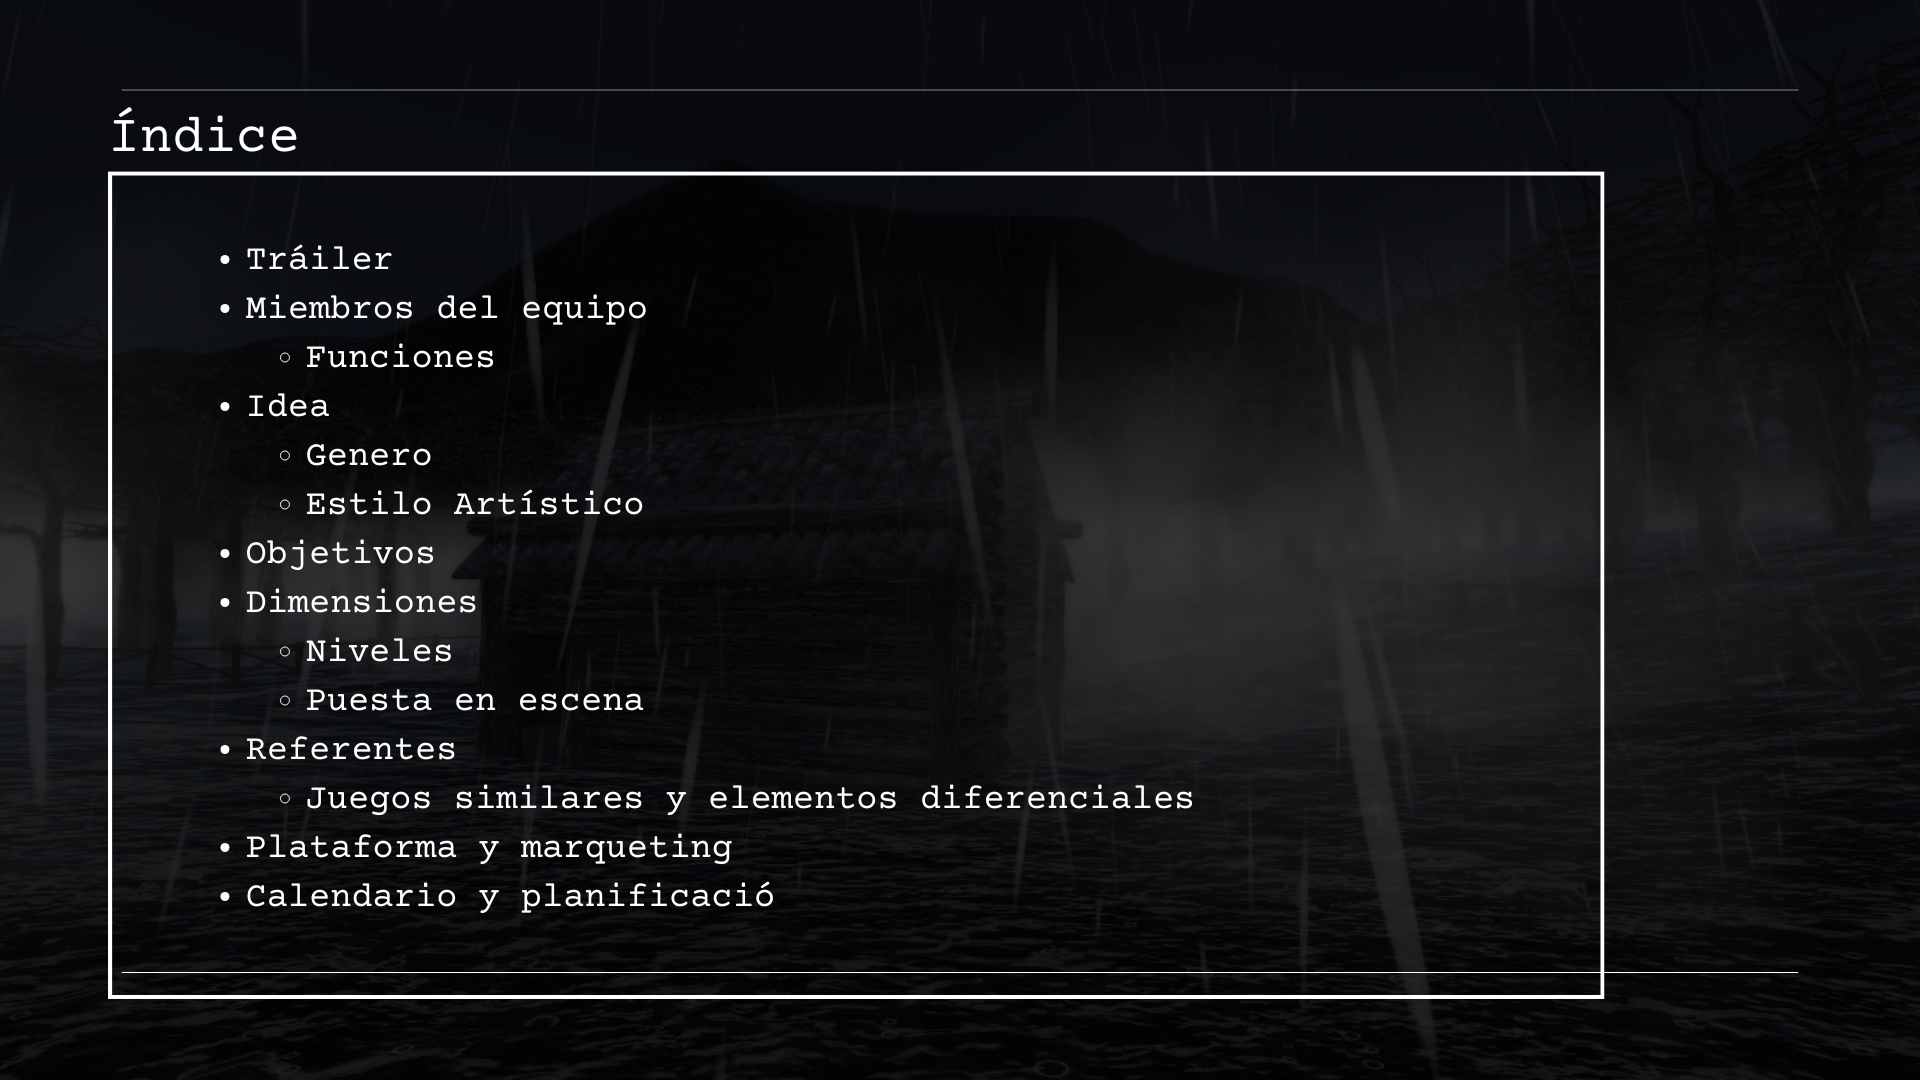 Índice
• Tráiler
• Miembros del equipo
◦ Funciones
• Idea
◦ Genero
◦ Estilo Artístico
• Objetivos
• Dimensiones
◦ Niveles
◦ Puesta en escena
• Referentes
◦ Juegos similares y elementos diferenciales
• Plataforma y marqueting
• Calendario y planificació